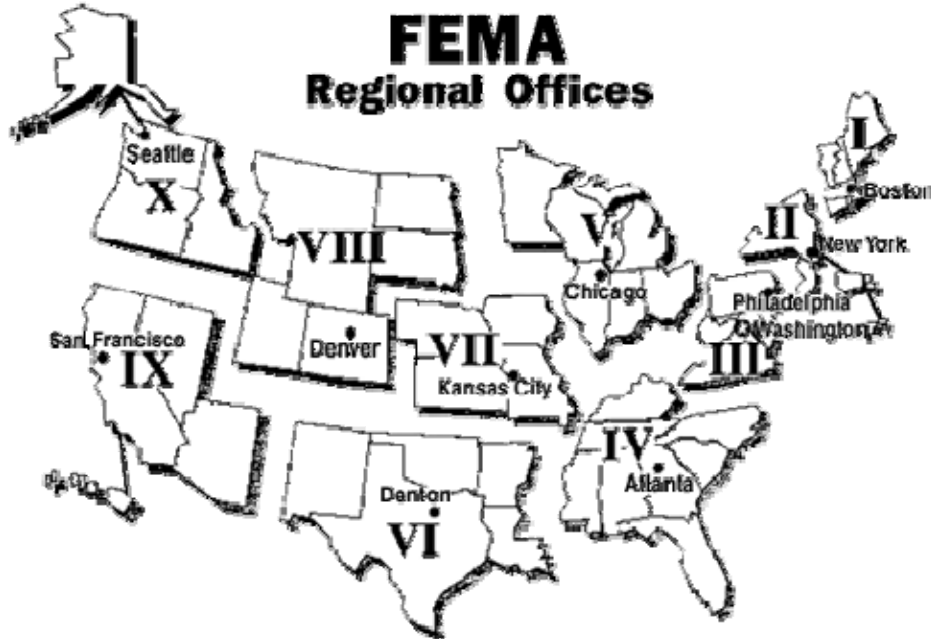 FEMA
Regional Offices
Seattle
X
VIII
I
Boston
II
New York
V
Chicago
Philadelphia
Washington
III
San Francisco
IX
Denver
VII
Kansas City
IV
Atlanta
Denton
VI